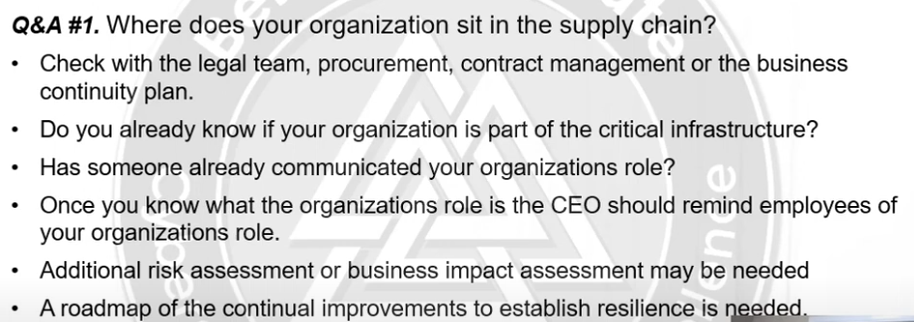 Q&A #1. Where does your organization sit in the supply chain?
• Check with the legal team, procurement, contract management or the business
continuity plan.
• Do you already know if your organization is part of the critical infrastructure?
• Has someone already communicated your organizations role?
• Once you know what the organizations role is the CEO should remind employees of
your organizations role.
• Additional risk assessment or business impact assessment may be needed
• A roadmap of the continual improvements to establish resilience is needed.